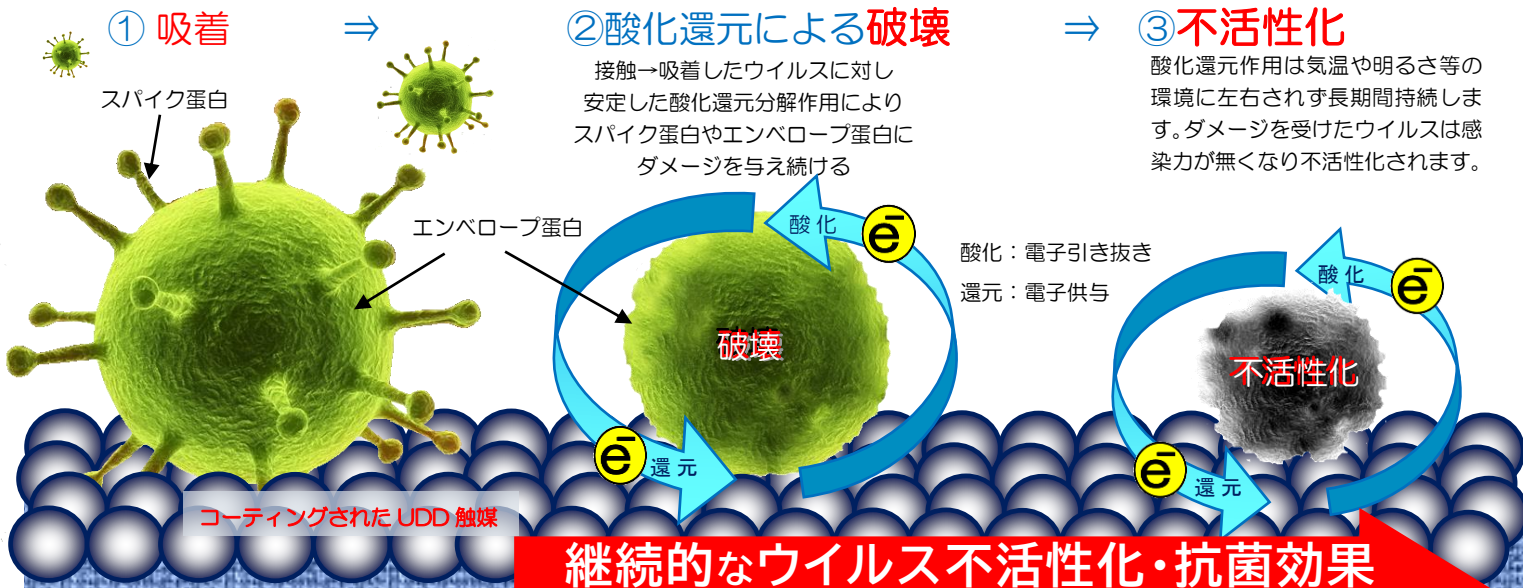 ① 吸着
⇒
②酸化還元による破壊
⇒
③不活性化
接触→吸着したウイルスに対し
安定した酸化還元分解作用により
スパイク蛋白やエンベロープ蛋白に
ダメージを与え続ける
酸化還元作用は気温や明るさ等の
環境に左右されず長期間持続しま
す。ダメージを受けたウイルスは感
染力が無くなり不活性化されます。
スパイク蛋白
エンベロープ蛋白
酸 化
ē
破壊
ē
還 元
酸化：電子引き抜き
還元：電子供与
酸 化
ē
不活性化
ē
還 元
コーティングされた UDD 触媒
継続的なウイルス不活性化・抗菌効果